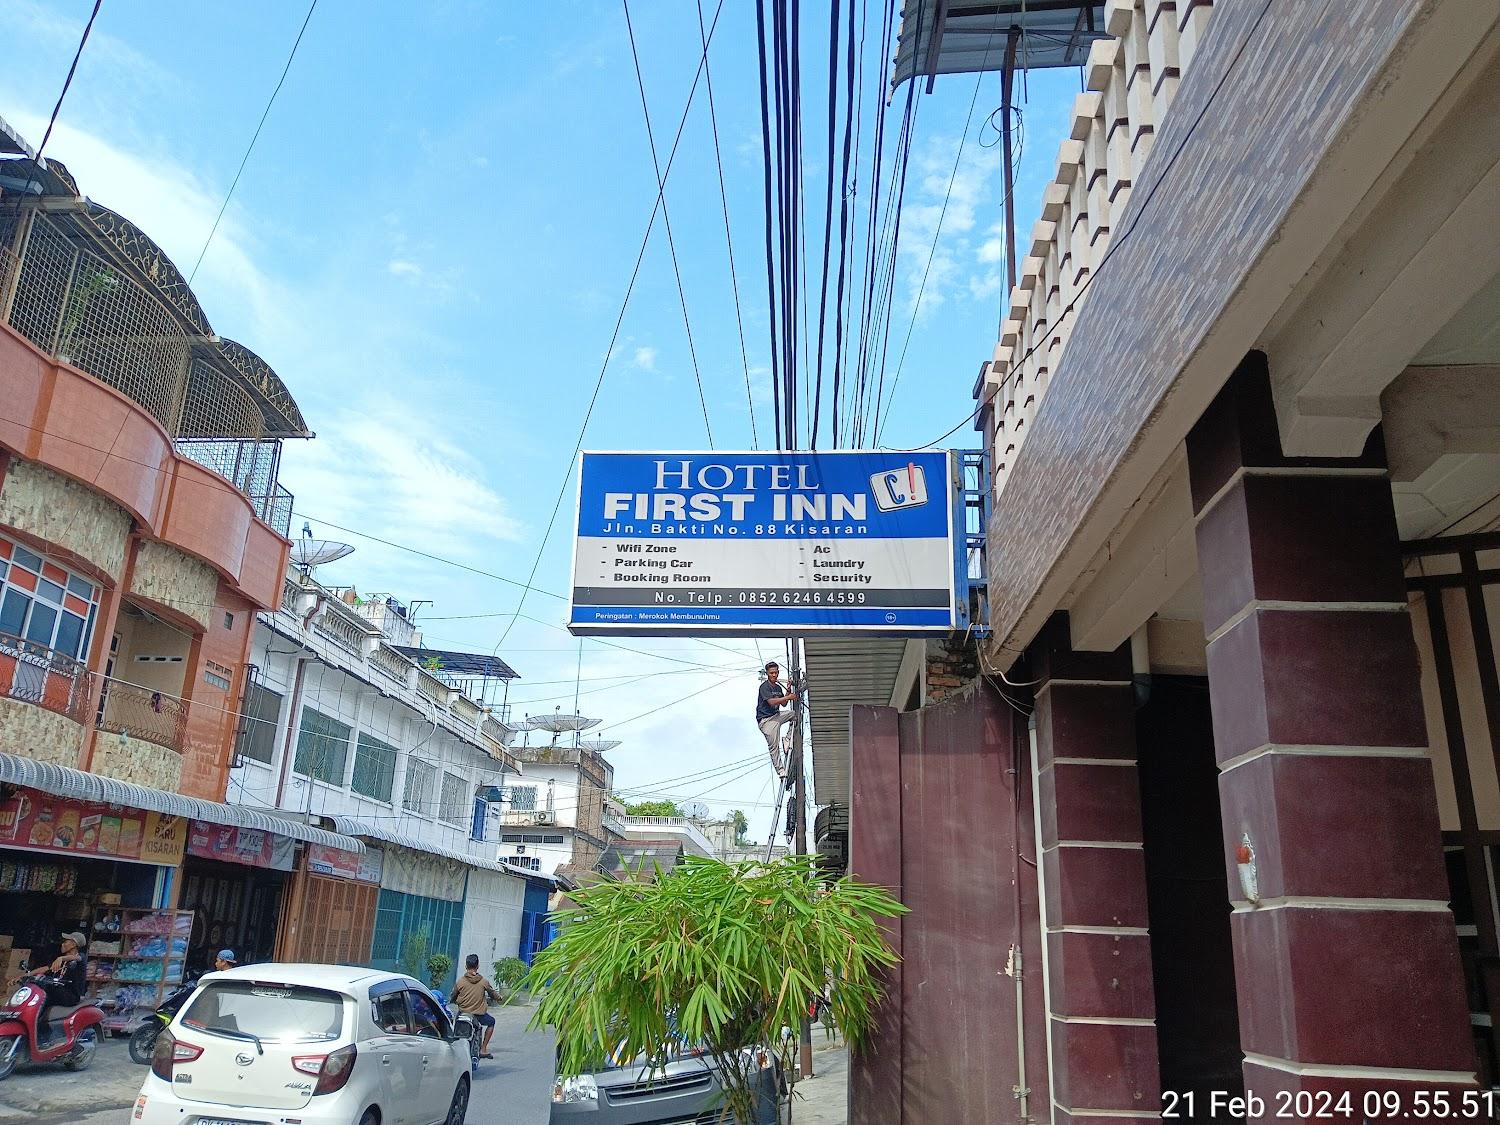 HOTEL
FIRST INN
C!
Jln. Bakti No. 88 Kisaran
- Wifi Zone
- Parking Car
- Booking Room
- Ac
- Laundry
- Security
No. Telp : 0852 6246 4599
Peringatan : Merokok Membunuhmu
18+
PARU
KISARAN
21 Feb 2024 09.55.51